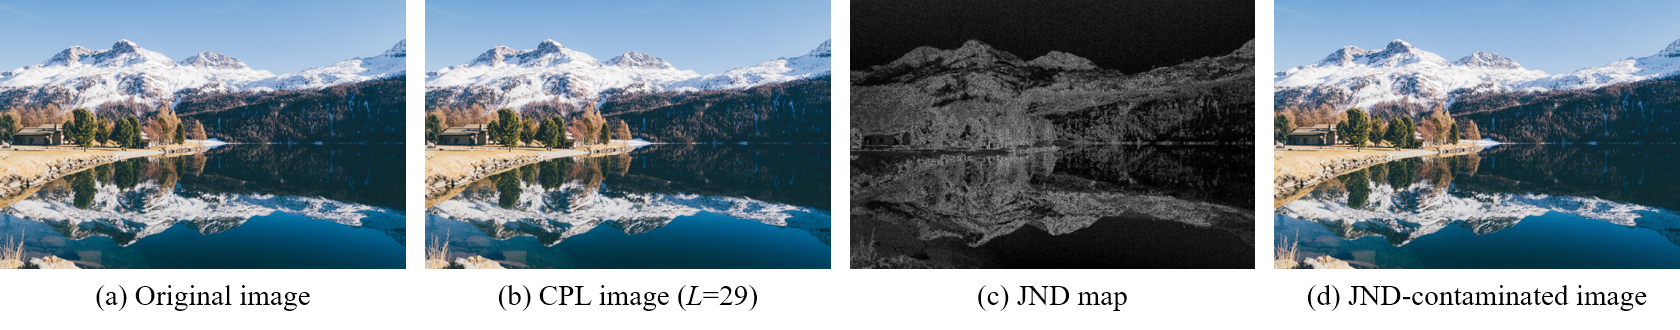 (a) Original image
(b) CPL image (L=29)
(c) JND map
(d) JND-contaminated image